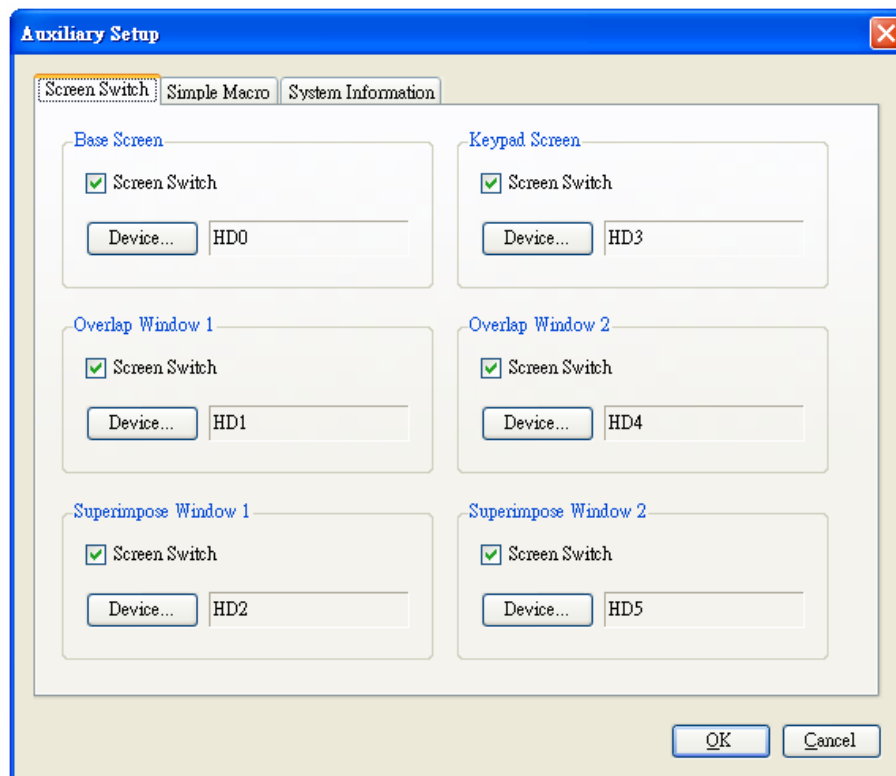 Auxiliary Setup
Screen Switch Simple Macro System Information
Base Screen
Screen Switch
Device... HD0
Keypad Screen
Screen Switch
Device... HD3
Overlap Window 1
Screen Switch
Device... HD1
Overlap Window 2
Screen Switch
Device... HD4
Superimpose Window 1
Screen Switch
Device... HD2
Superimpose Window 2
Screen Switch
Device... HD5
OK Cancel